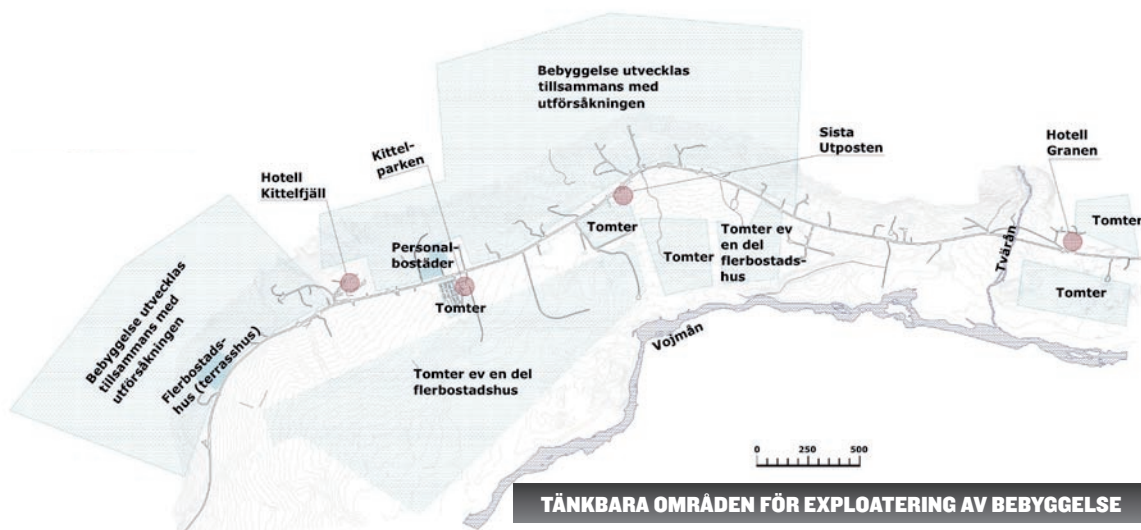 Bebyggelse utvecklas
tillsammans med
utförsåkningen
Sista
Utposten
Hotell
Granen
Kittel-
parken
Hotell
Kittelfjäll
Tomter
Tomter
Tomter ev
en del
flerbostads-
hus
Personal-
bostäder
Tomter
Tomter
Tvärån
Tomter
Bebyggelse utvecklas
tillsammans med
utförsåkningen
Flerbostads-
hus (terrasshus)
Vojmån
Tomter ev en del
flerbostadshus
0 250 500
TÄNKBARA OMRÅDEN FÖR EXPLOATERING AV BEBYGGELSE